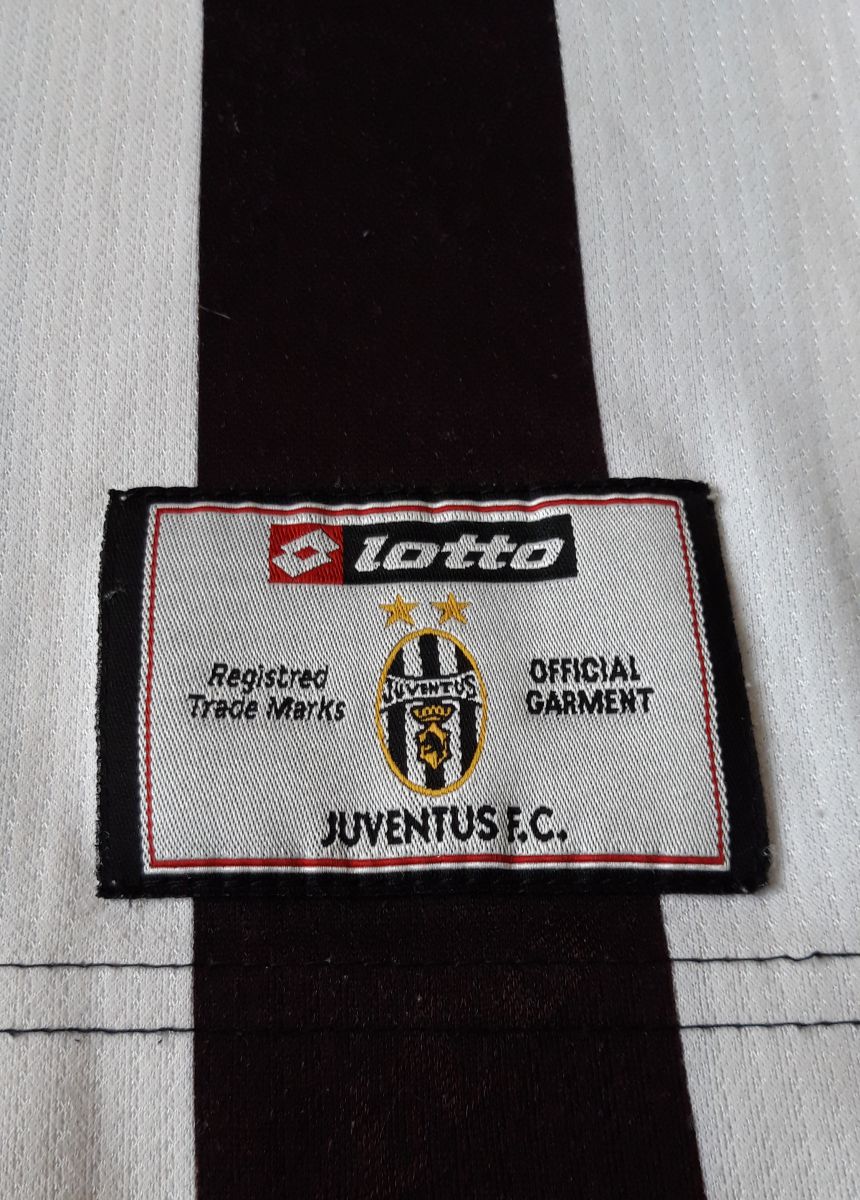 lotto
JUVENTUS
Registred
Trade Marks
OFFICIAL
GARMENT
JUVENTUS F.C.